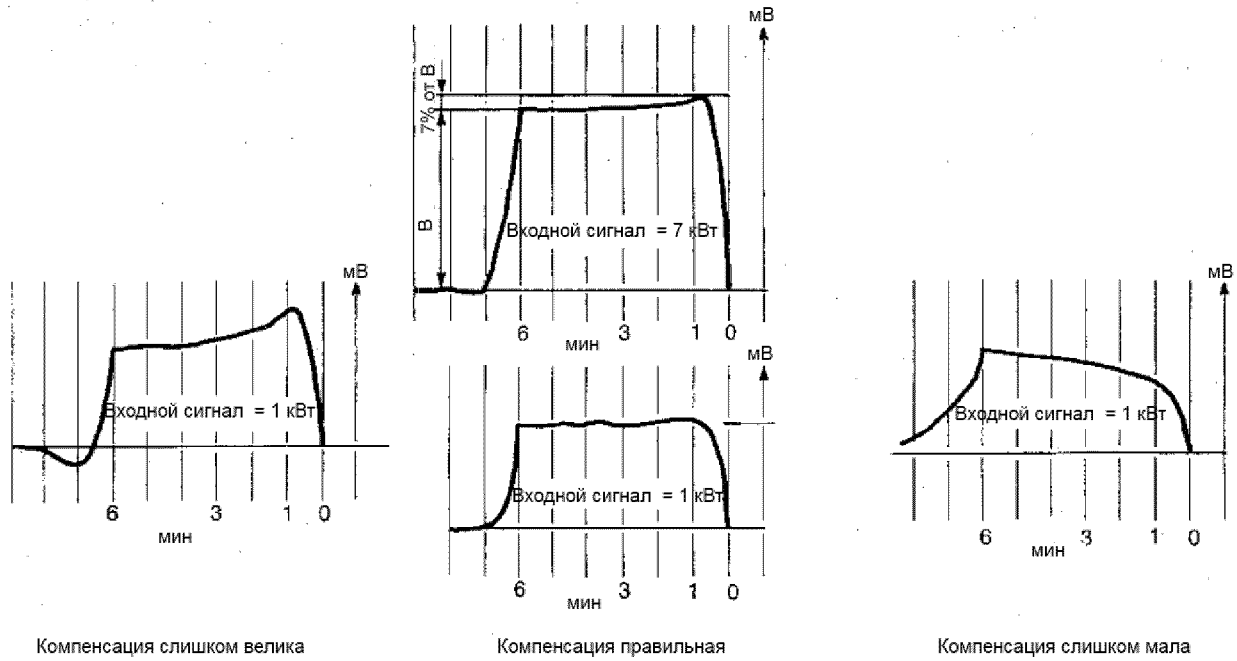 мВ
7% от В
В
Входной сигнал = 7 кВт
6 3 1 0
мин
мВ
Входной сигнал = 1 кВт
6 3 1 0
мин
Компенсация слишком велика
мВ
Входной сигнал = 1 кВт
6 3 1 0
мин
Компенсация правильная
мВ
Входной сигнал = 1 кВт
6 3 1 0
мин
Компенсация слишком мала